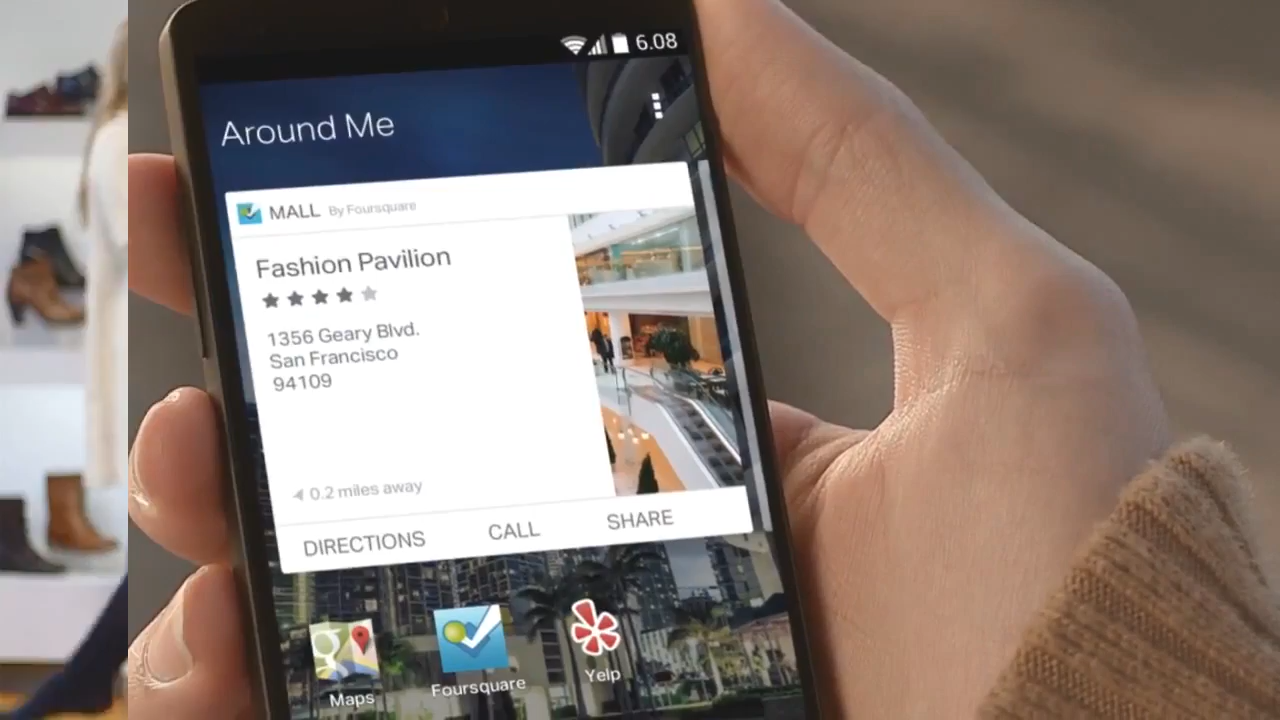 6.08
Around Me
MALL By Foursquare
Fashion Pavilion
1356 Geary Blvd.
San Francisco
94109
0.2 miles away
DIRECTIONS CALL SHARE
Maps Foursquare Yelp